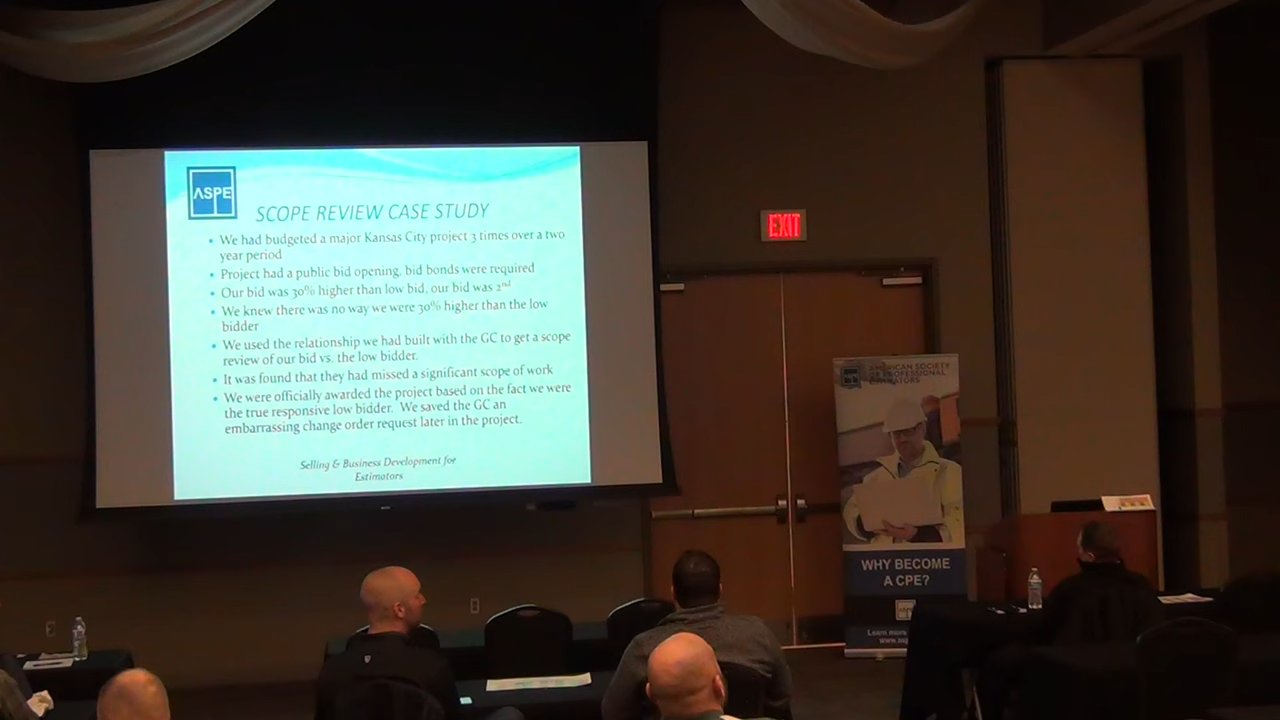 ASPE
SCOPE REVIEW CASE STUDY
• We had budgeted a major Kansas City project 3 times over a two
year period
• Project had a public bid opening, bid bonds were required
• Our bid was 30% higher than low bid, our bid was 2nd
• We knew there was no way we were 30% higher than the low
bidder
• We used the relationship we had built with the GC to get a scope
review of our bid vs. the low bidder.
• It was found that they had missed a significant scope of work
• We were officially awarded the project based on the fact we were
the true responsive low bidder. We saved the GC an
embarrassing change order request later in the project.
Selling & Business Development for
Estimators
EXIT
AMERICAN SOCIETY
OF PROFESSIONAL
ESTIMATORS
WHY BECOME
A CPE?
ASPE
Learn more
www.asp